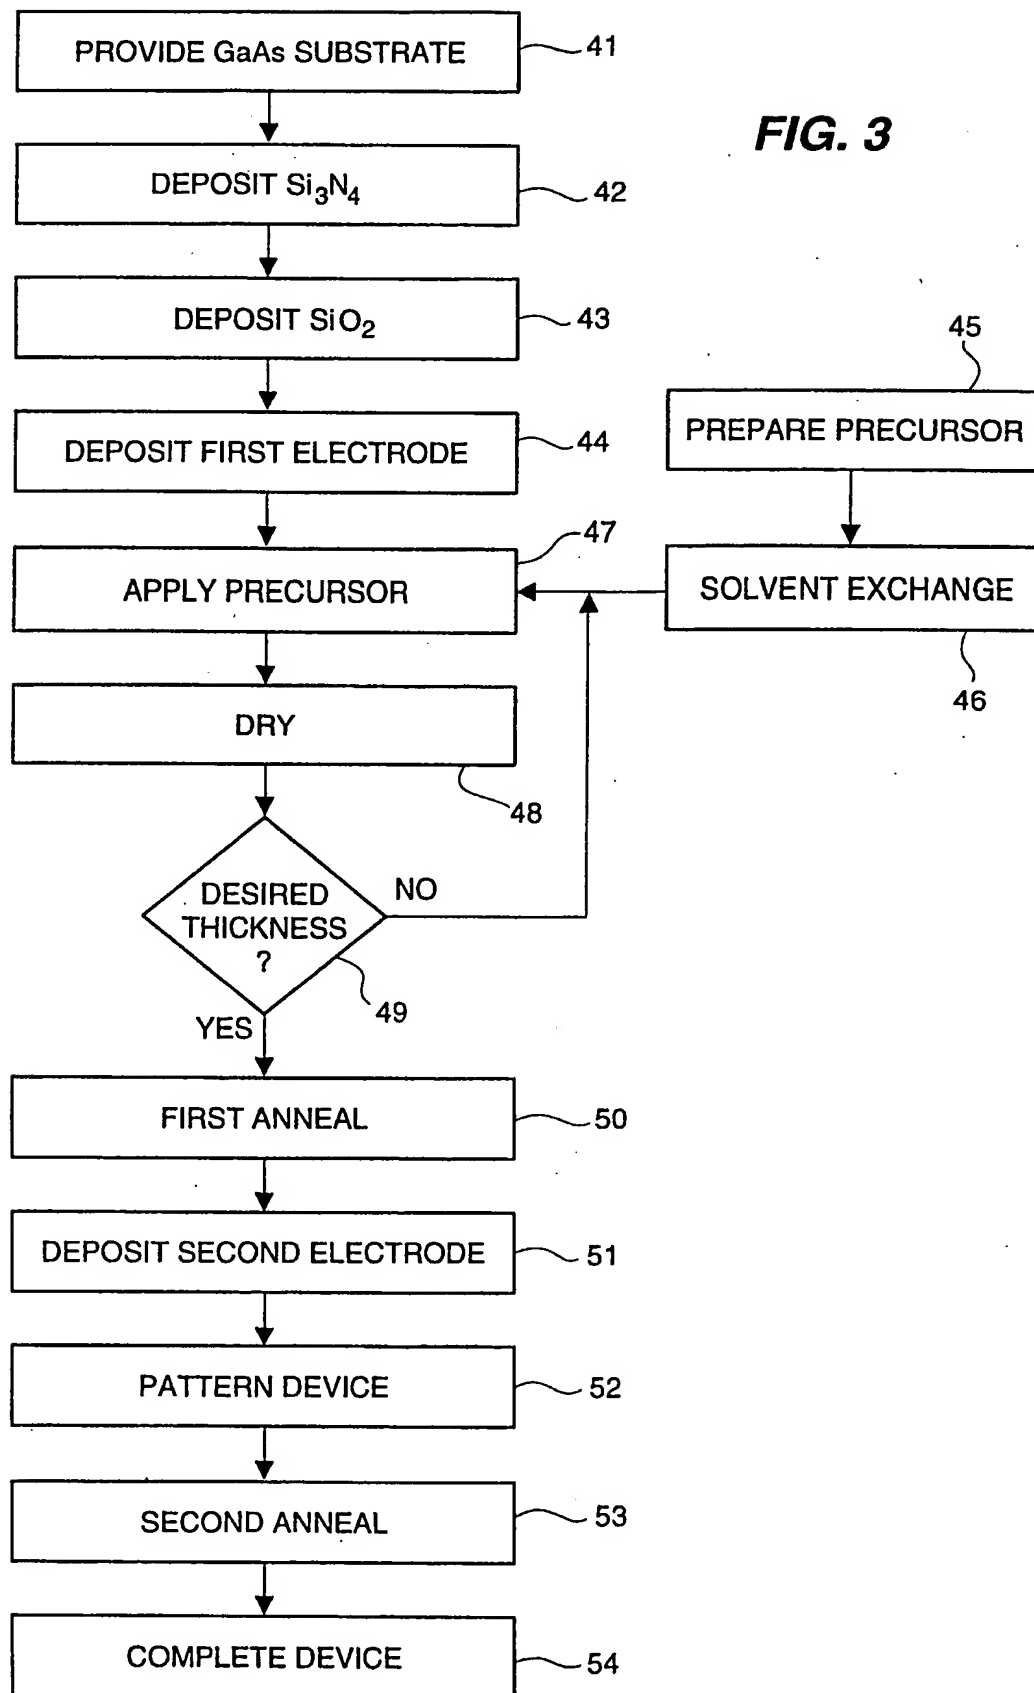 PROVIDE GaAs SUBSTRATE
41
FIG. 3
DEPOSIT Si₃N₄
42
DEPOSIT SiO₂
43
45
PREPARE PRECURSOR
DEPOSIT FIRST ELECTRODE
44
47
APPLY PRECURSOR
SOLVENT EXCHANGE
46
DRY
48
DESIRED
THICKNESS
?
NO
49
YES
FIRST ANNEAL
50
DEPOSIT SECOND ELECTRODE
51
PATTERN DEVICE
52
SECOND ANNEAL
53
COMPLETE DEVICE
54